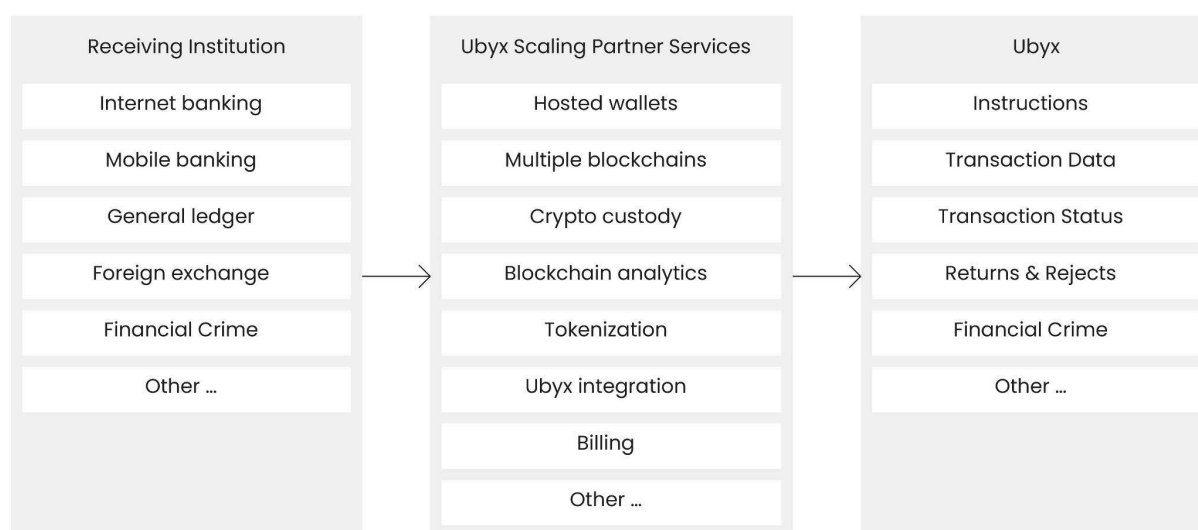 Receiving Institution
Internet banking
Mobile banking
General ledger
Foreign exchange
Financial Crime
Other ...
Ubyx Scaling Partner Services
Hosted wallets
Multiple blockchains
Crypto custody
Blockchain analytics
Tokenization
Ubyx integration
Billing
Other ...
Ubyx
Instructions
Transaction Data
Transaction Status
Returns & Rejects
Financial Crime
Other ...